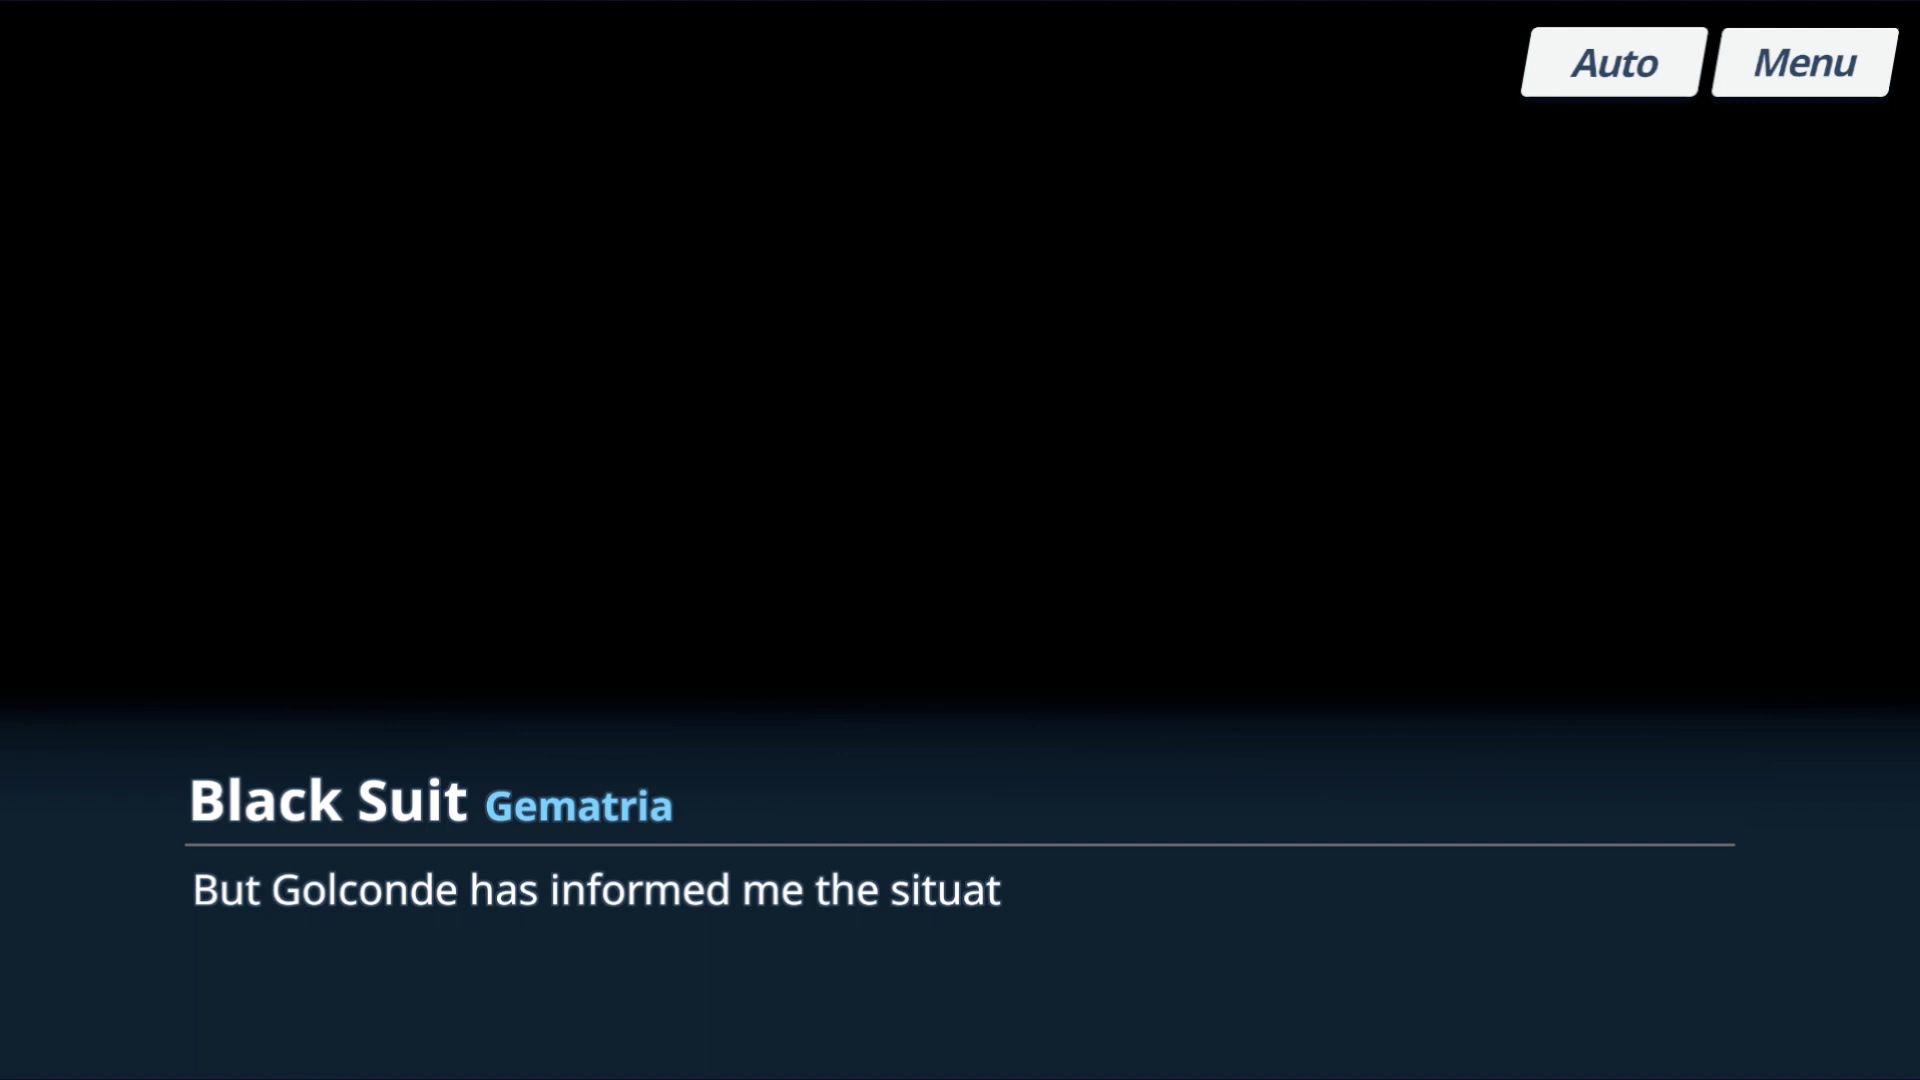 Auto Menu
Black Suit Gematria
But Golconde has informed me the situat